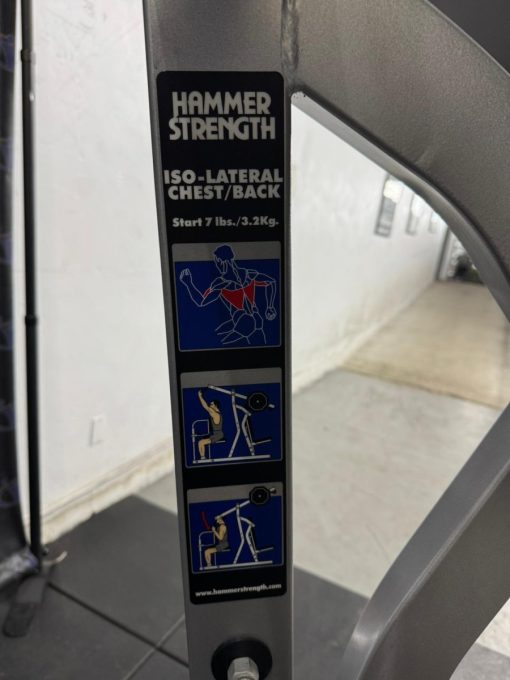 HAMMER
STRENGTH
ISO-LATERAL
CHEST/BACK
Start 7 lbs./3.2Kg.
www.hammerstrength.com